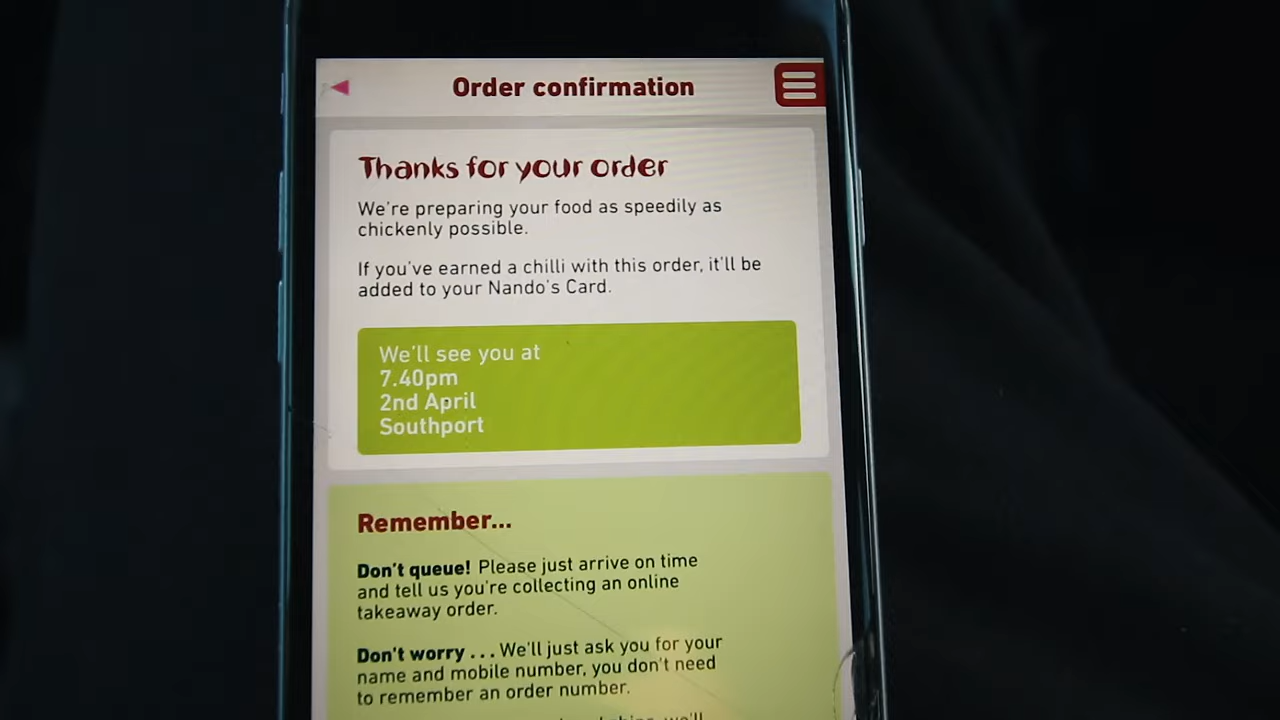 Order confirmation
Thanks for your order
We're preparing your food as speedily as
chickenly possible.
If you've earned a chilli with this order, it'll be
added to your Nando's Card.
We'll see you at
7.40pm
2nd April
Southport
Remember...
Don't queue! Please just arrive on time
and tell us you're collecting an online
takeaway order.
Don't worry . . . We'll just ask you for your
name and mobile number, you don't need
to remember an order number.
we'll